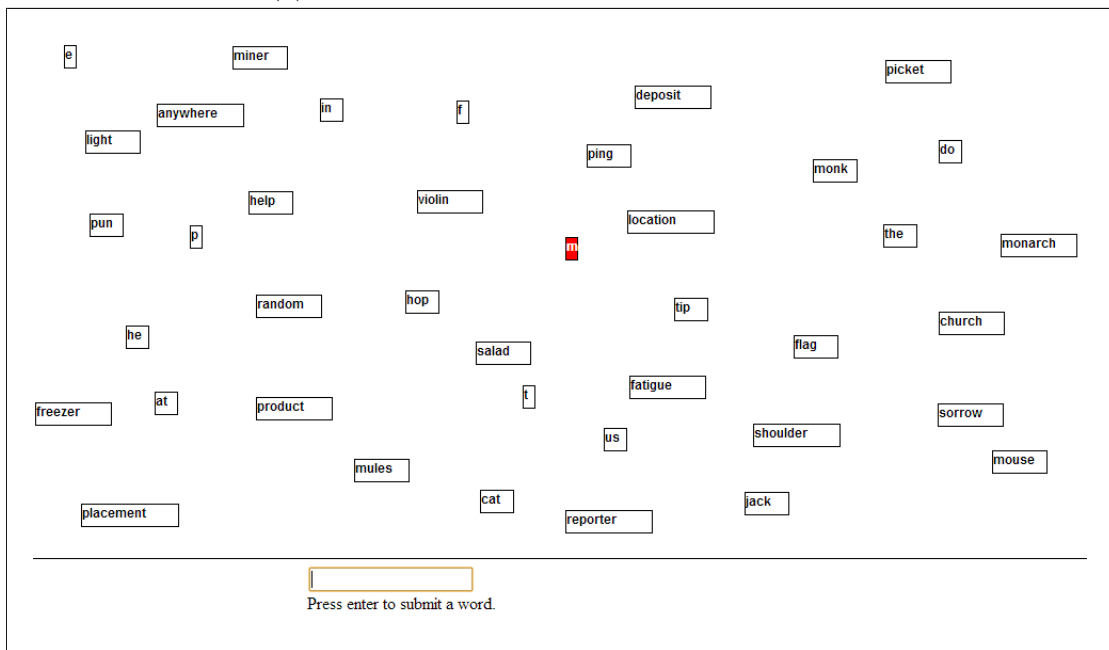 e
miner
picket
deposit
anywhere
in
f
light
ping
do
monk
help
violin
pun
location
p
the
m
monarch
random
hop
tip
church
he
flag
salad
fatigue
t
at
freezer
product
sorrow
us
shoulder
mouse
mules
cat
jack
placement
reporter
Press enter to submit a word.